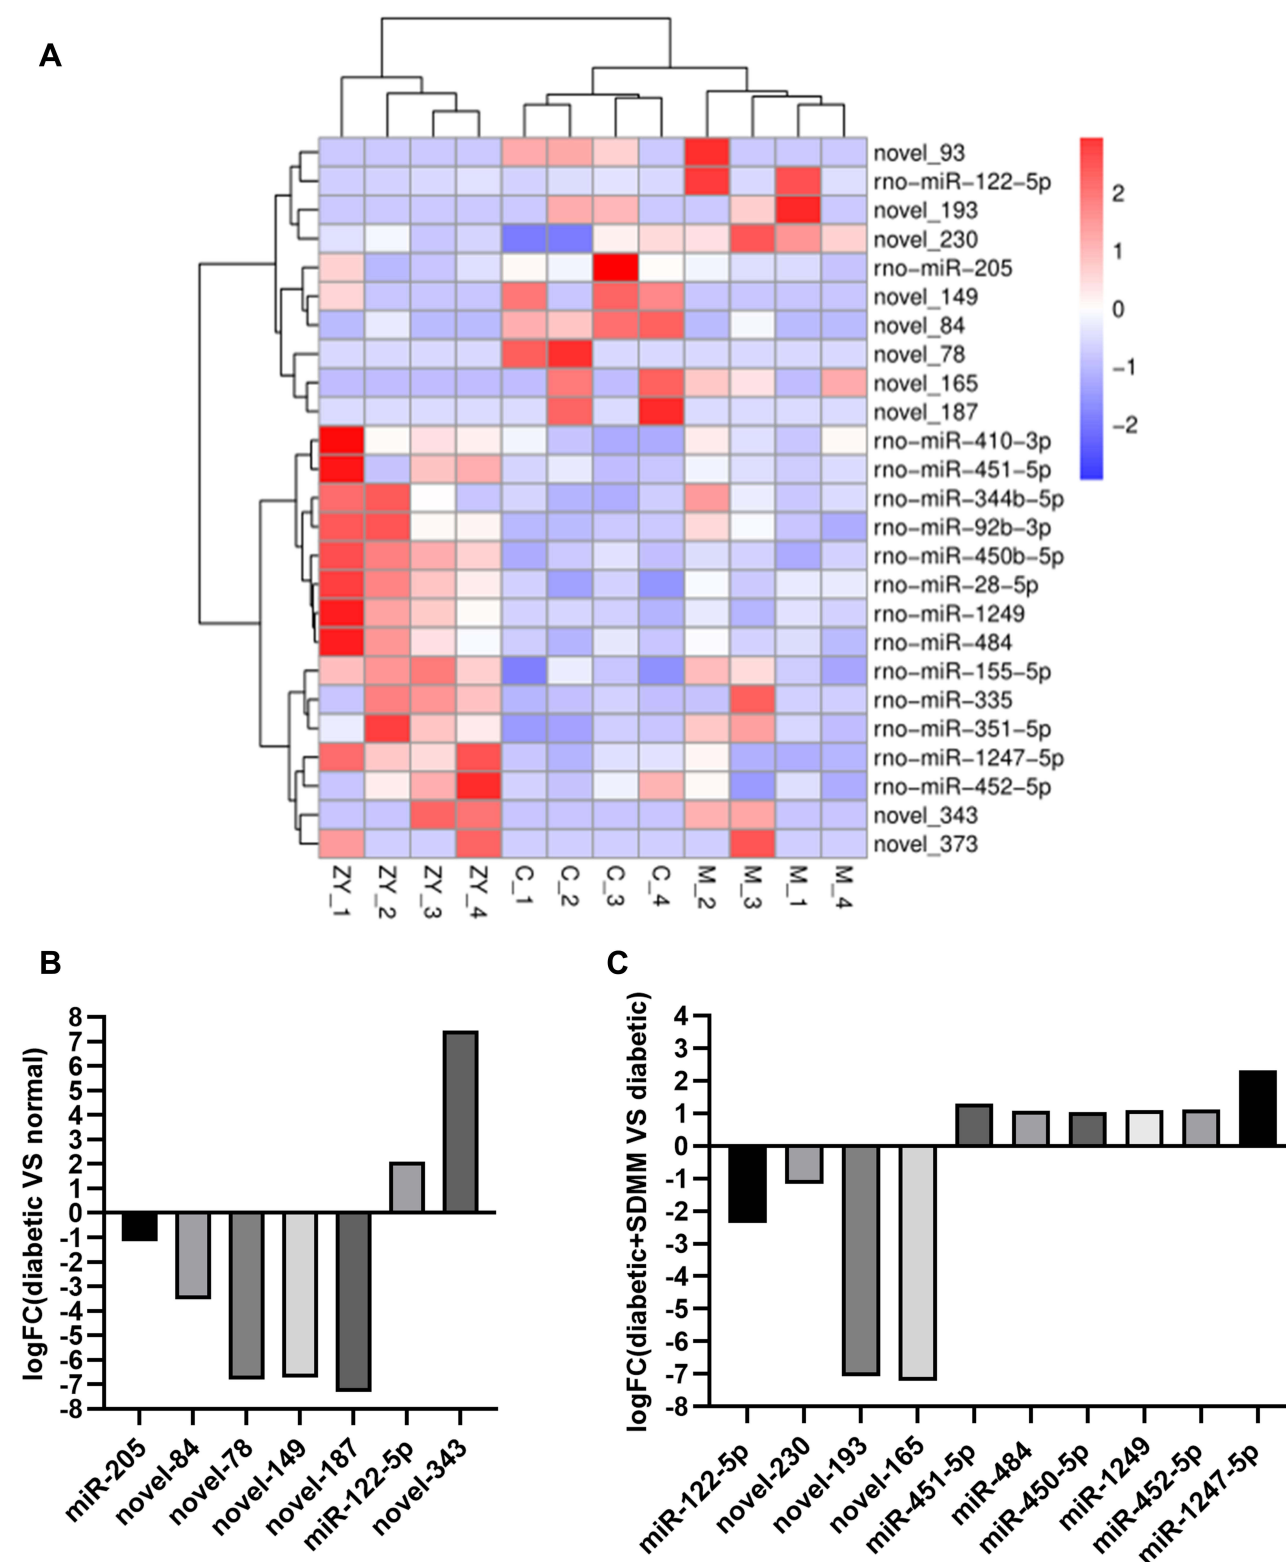 A
novel_93
rno−miR−122−5p
novel_193
novel_230
rno−miR−205
novel_149
novel_84
novel_78
novel_165
novel_187
rno−miR−410−3p
rno−miR−451−5p
rno−miR−344b−5p
rno−miR−92b−3p
rno−miR−450b−5p
rno−miR−28−5p
rno−miR−1249
rno−miR−484
rno−miR−155−5p
rno−miR−335
rno−miR−351−5p
rno−miR−1247−5p
rno−miR−452−5p
novel_343
novel_373
2
1
0
−1
−2
ZY_1
ZY_2
ZY_3
ZY_4
C_1
C_2
C_3
C_4
M_2
M_3
M_1
M_4
B
logFC(diabetic VS normal)
8
7
6
5
4
3
2
1
0
-1
-2
-3
-4
-5
-6
-7
-8
miR-205
novel-84
novel-78
novel-149
novel-187
miR-122-5p
novel-343
C
logFC(diabetic+SDMM VS diabetic)
4
3
2
1
0
-1
-2
-3
-4
-5
-6
-7
-8
miR-122-5p
novel-230
novel-193
novel-165
miR-451-5p
miR-484
miR-450-5p
miR-1249
miR-452-5p
miR-1247-5p